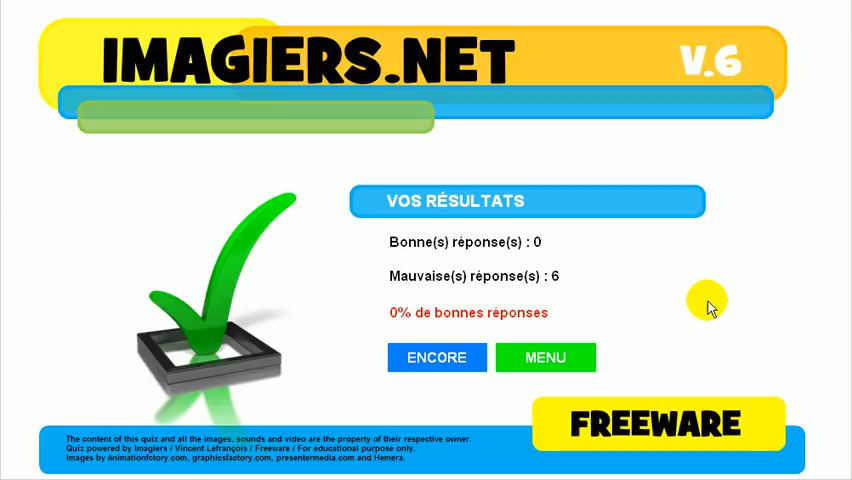 IMAGIERS.NET
V.6
VOS RÉSULTATS
Bonne(s) réponse(s) : 0
Mauvaise(s) réponse(s) : 6
0% de bonnes réponses
ENCORE
MENU
FREEWARE
The content of this quiz and all the images, sounds and video are the property of their respective owner.
Quiz powered by Imagiers / Vincent Lefrançois / Freeware / For educational purpose only.
Images by Animationfctory.com, graphicsfactory.com, presentermedia.com and Hemera.